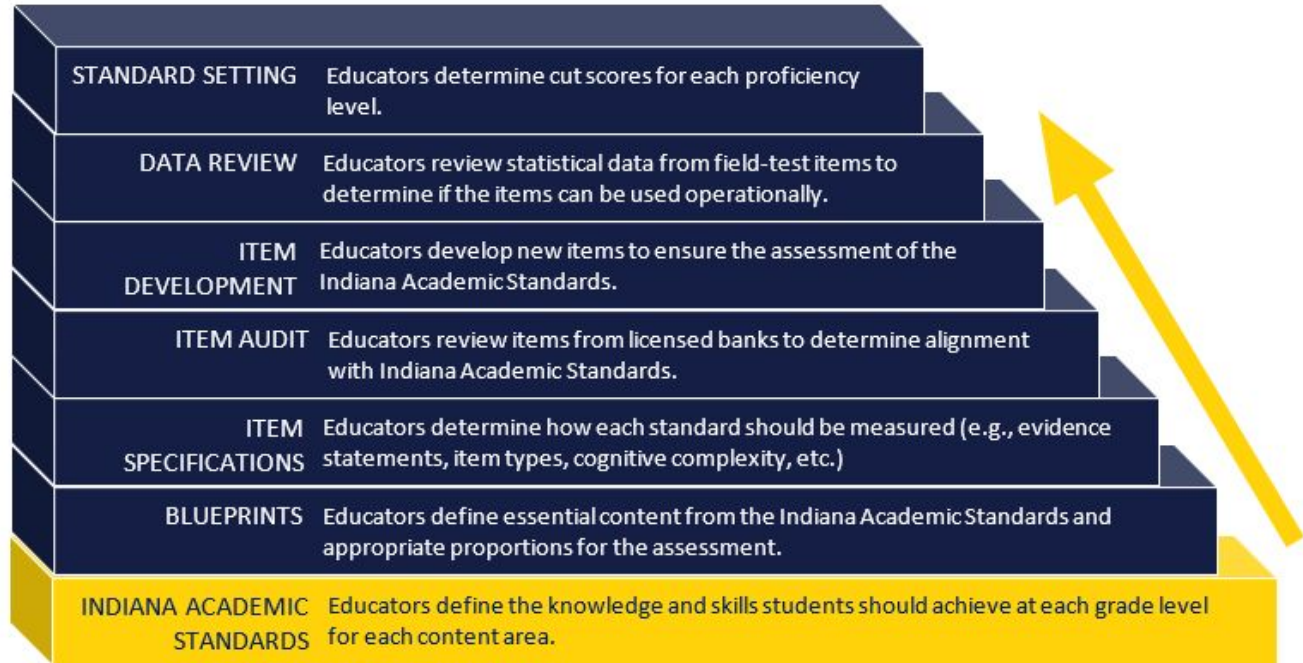 STANDARD SETTING
Educators determine cut scores for each proficiency
level.
DATA REVIEW
Educators review statistical data from field-test items to
determine if the items can be used operationally.
ITEM
DEVELOPMENT
Educators develop new items to ensure the assessment of the
Indiana Academic Standards.
ITEM AUDIT
Educators review items from licensed banks to determine alignment
with Indiana Academic Standards.
ITEM
SPECIFICATIONS
Educators determine how each standard should be measured (e.g., evidence
statements, item types, cognitive complexity, etc.)
BLUEPRINTS
Educators define essential content from the Indiana Academic Standards and
appropriate proportions for the assessment.
INDIANA ACADEMIC
STANDARDS
Educators define the knowledge and skills students should achieve at each grade level
for each content area.